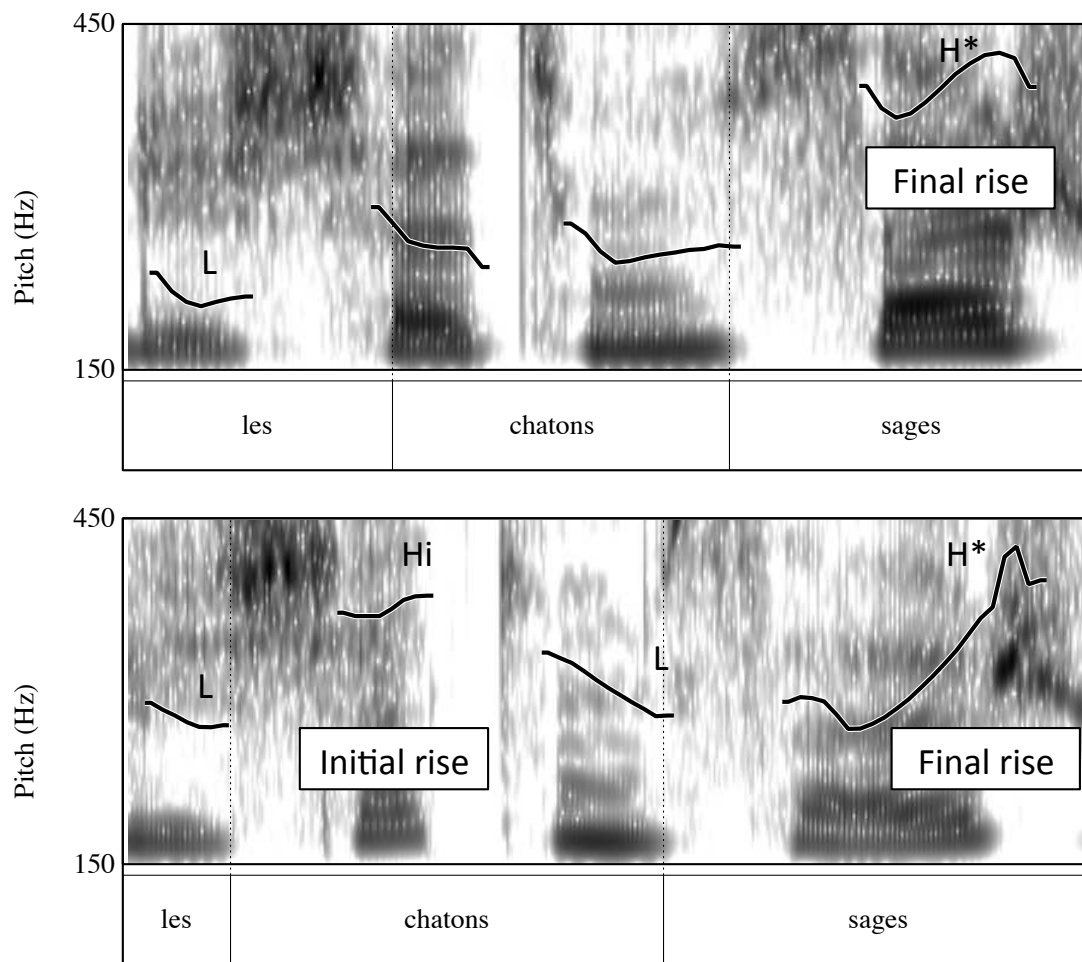 450
H*
Final rise
L
Pitch (Hz)
150
les chatons sages
450
Hi
H*
L
L
Initial rise
Final rise
Pitch (Hz)
150
les chatons sages